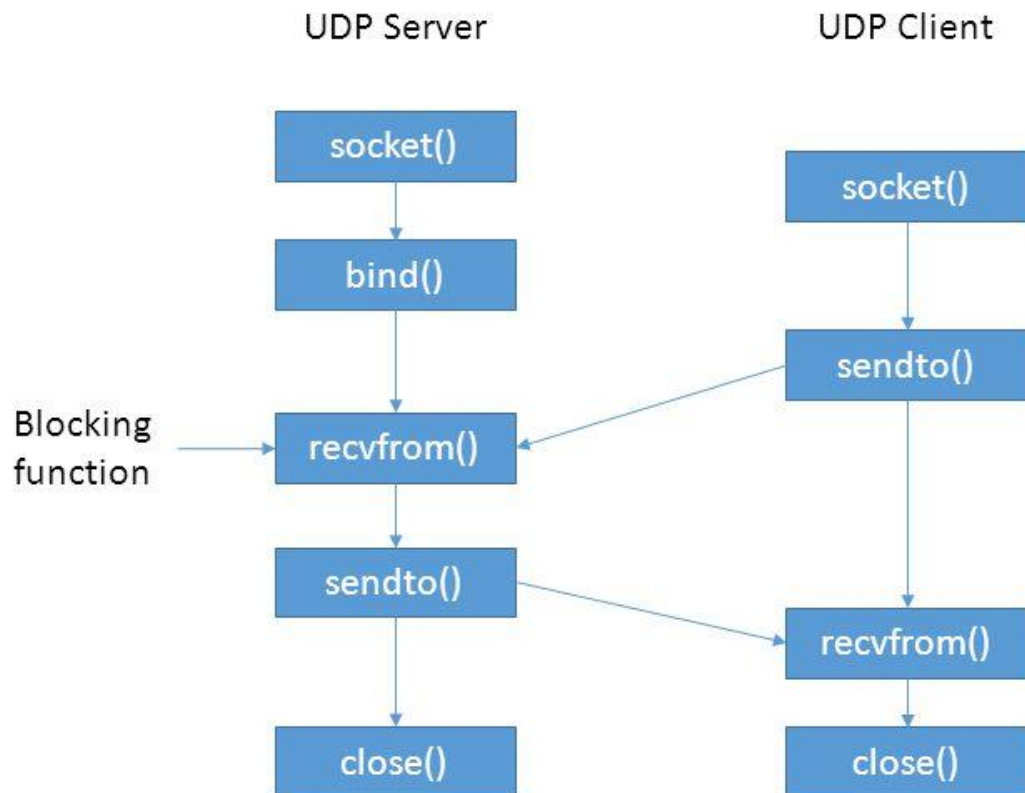 UDP Server
UDP Client
socket()
socket()
bind()
sendto()
Blocking
function
recvfrom()
sendto()
recvfrom()
close()
close()